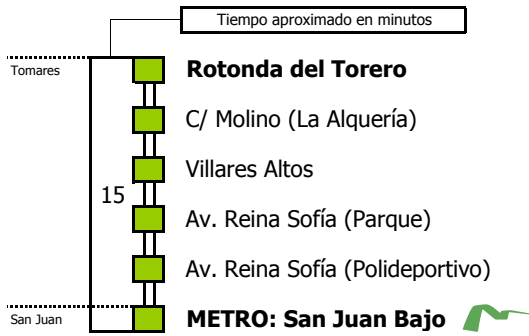 Tiempo aproximado en minutos
Tomares
Rotonda del Torero
C/ Molino (La Alquería)
Villares Altos
15
Av. Reina Sofía (Parque)
Av. Reina Sofía (Polideportivo)
San Juan
METRO: San Juan Bajo